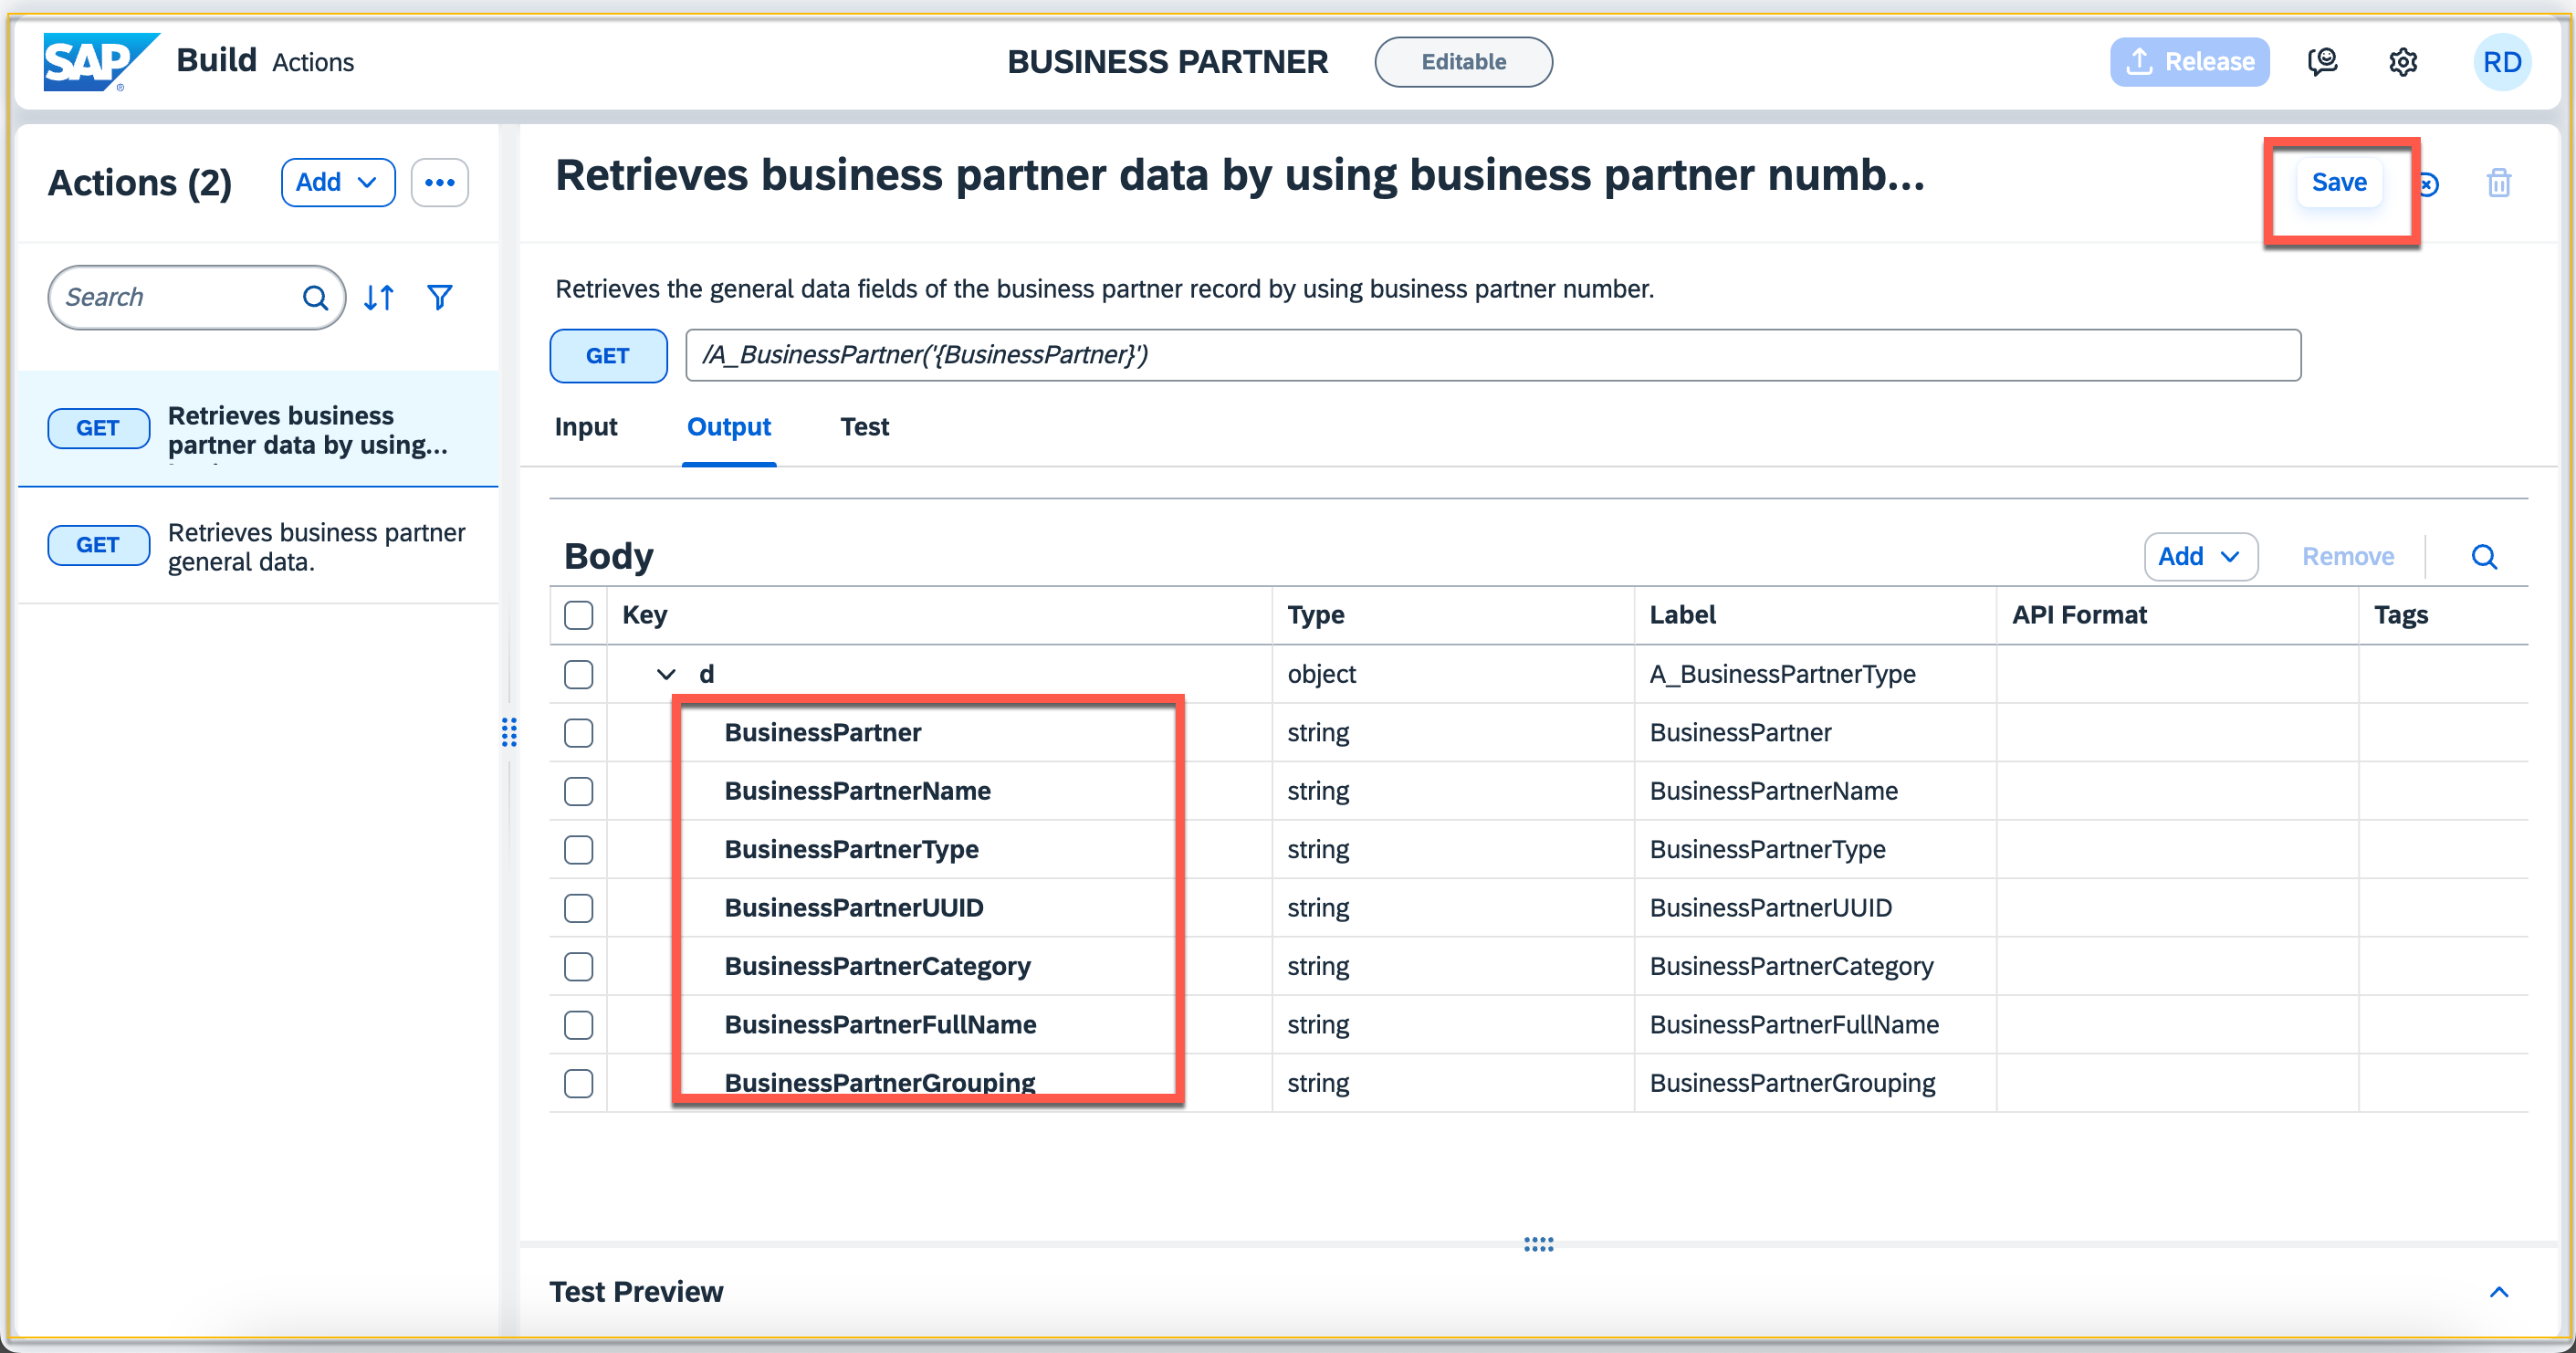 SAP
®
Build Actions
BUSINESS PARTNER
Editable
Release
RD
Actions (2)
Add
Search
GET
Retrieves business
partner data by using...
GET
Retrieves business partner
general data.
Retrieves business partner data by using business partner numb...
Save
Retrieves the general data fields of the business partner record by using business partner number.
GET
/A_BusinessPartner('{BusinessPartner}')
Input Output Test
Body
Add
Remove
Key Type Label API Format Tags
d object A_BusinessPartnerType
BusinessPartner string BusinessPartner
BusinessPartnerName string BusinessPartnerName
BusinessPartnerType string BusinessPartnerType
BusinessPartnerUUID string BusinessPartnerUUID
BusinessPartnerCategory string BusinessPartnerCategory
BusinessPartnerFullName string BusinessPartnerFullName
BusinessPartnerGrouping string BusinessPartnerGrouping
Test Preview